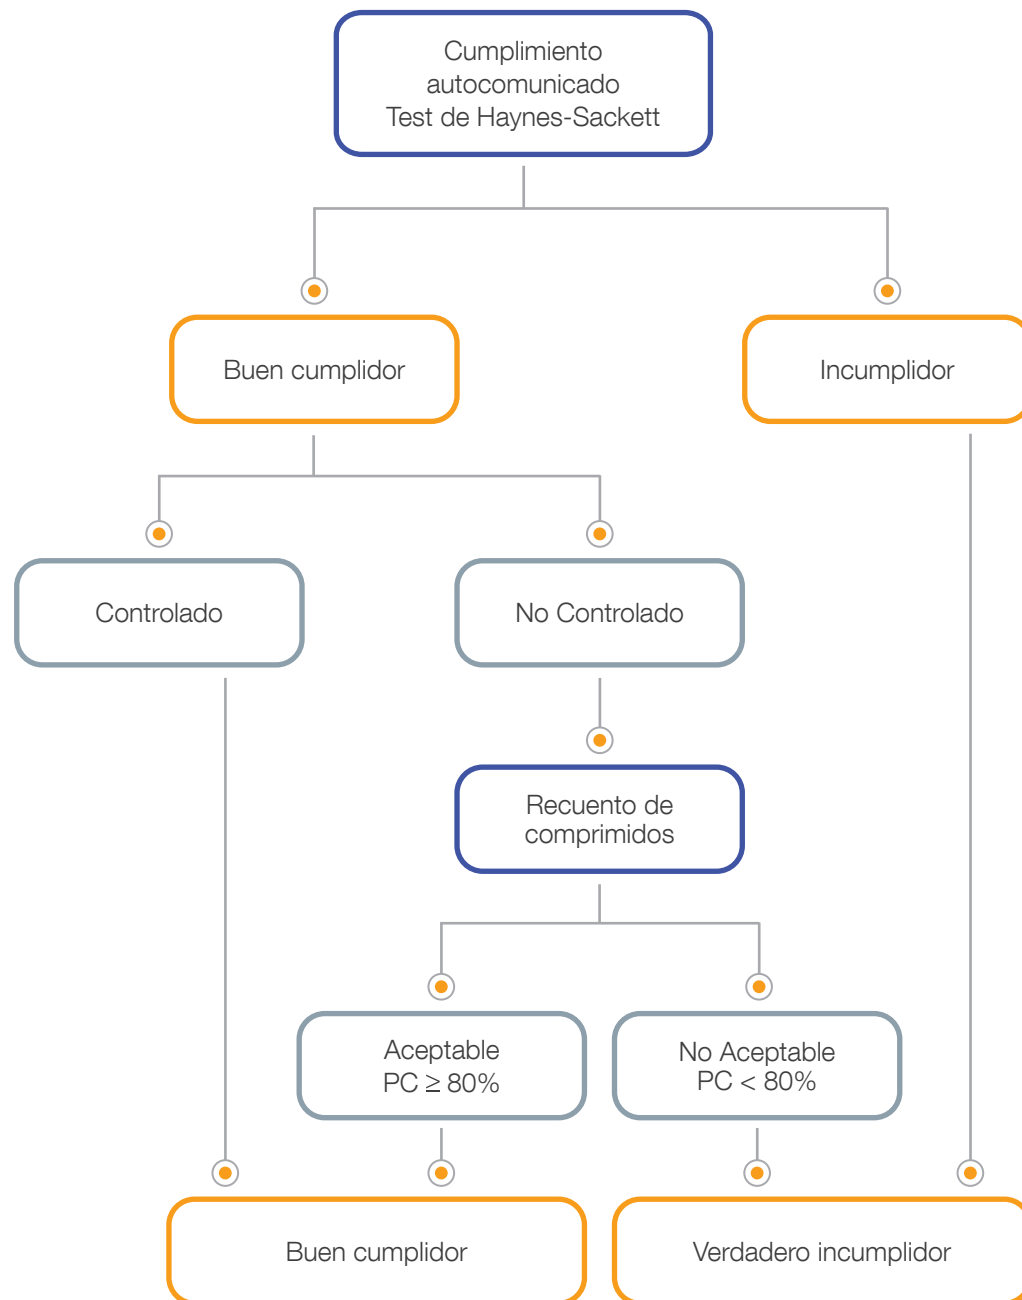 Cumplimiento
autocomunicado
Test de Haynes-Sackett
Buen cumplidor
Incumplidor
Controlado
No Controlado
Recuento de
comprimidos
Aceptable
PC ≥ 80%
No Aceptable
PC < 80%
Buen cumplidor
Verdadero incumplidor